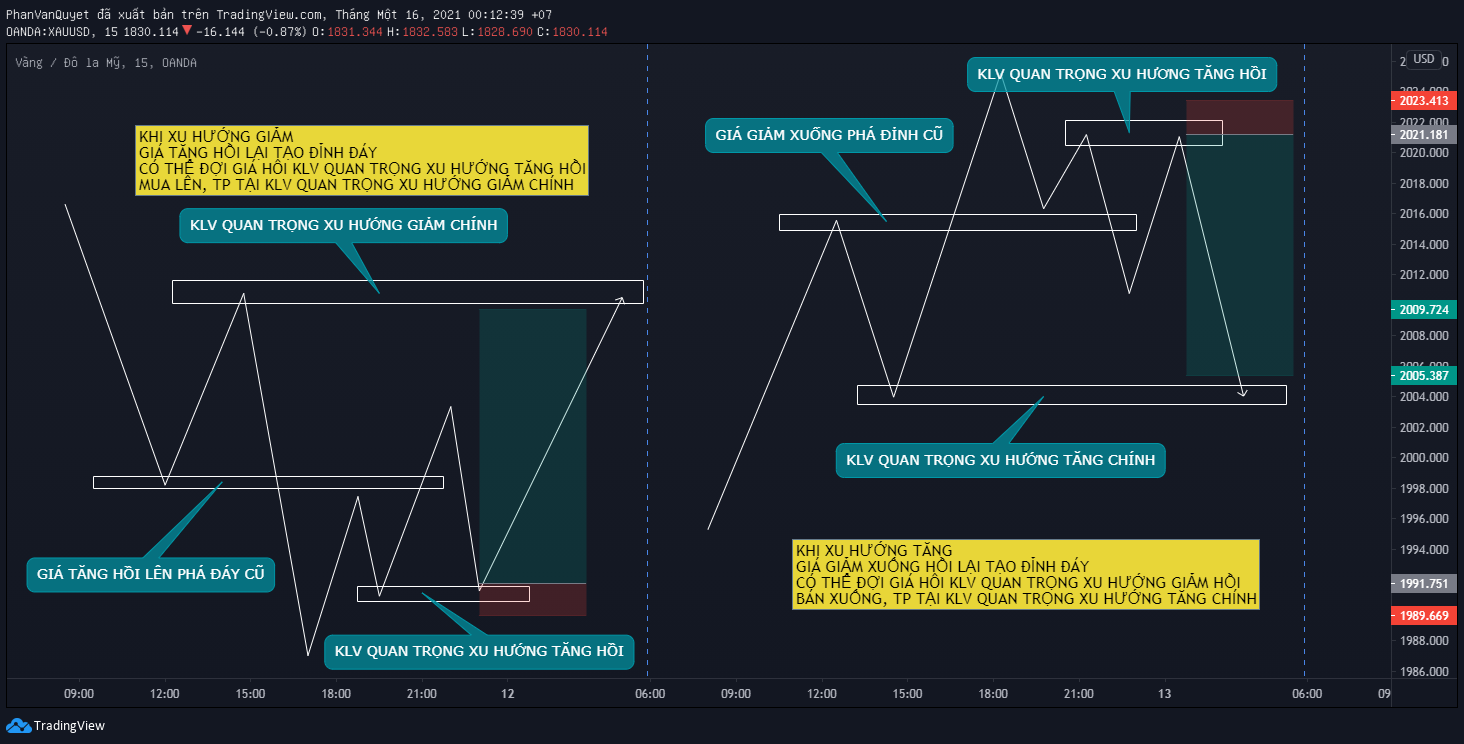 PhanVanQuyet đã xuất bản trên TradingView.com, Tháng Một 16, 2021 00:12:39 +07
OANDA:XAUUSD, 15 1830.114 ▼ −16.144 (−0.87%) O:1831.344 H:1832.583 L:1828.690 C:1830.114
Vàng / Đô la Mỹ, 15, OANDA
USD
KLV QUAN TRỌNG XU HƯƠNG TĂNG HỒI
GIÁ GIẢM XUỐNG PHÁ ĐỈNH CŨ
KHI XU HƯỚNG GIẢM
GIÁ TĂNG HỒI LẠI TẠO ĐỈNH ĐÁY
CÓ THỂ ĐỢI GIÁ HỒI KLV QUAN TRỌNG XU HƯỚNG TĂNG HỒI
MUA LÊN, TP TẠI KLV QUAN TRỌNG XU HƯỚNG GIẢM CHÍNH
KLV QUAN TRỌNG XU HƯỚNG GIẢM CHÍNH
KLV QUAN TRỌNG XU HƯỚNG TĂNG CHÍNH
GIÁ TĂNG HỒI LÊN PHÁ ĐÁY CŨ
KHI XU HƯỚNG TĂNG
GIÁ GIẢM XUỐNG HỒI LẠI TẠO ĐỈNH ĐÁY
CÓ THỂ ĐỢI GIÁ HỒI KLV QUAN TRỌNG XU HƯỚNG GIẢM HỒI
BÁN XUỐNG, TP TẠI KLV QUAN TRỌNG XU HƯỚNG TĂNG CHÍNH
KLV QUAN TRỌNG XU HƯỚNG TĂNG HỒI
2023.413
2022.000
2021.181
2020.000
2018.000
2016.000
2014.000
2012.000
2009.724
2008.000
2005.387
2004.000
2002.000
2000.000
1998.000
1996.000
1994.000
1991.751
1989.669
1988.000
1986.000
09:00 12:00 15:00 18:00 21:00 12 06:00 09:00 12:00 15:00 18:00 21:00 13 06:00 09
TradingView